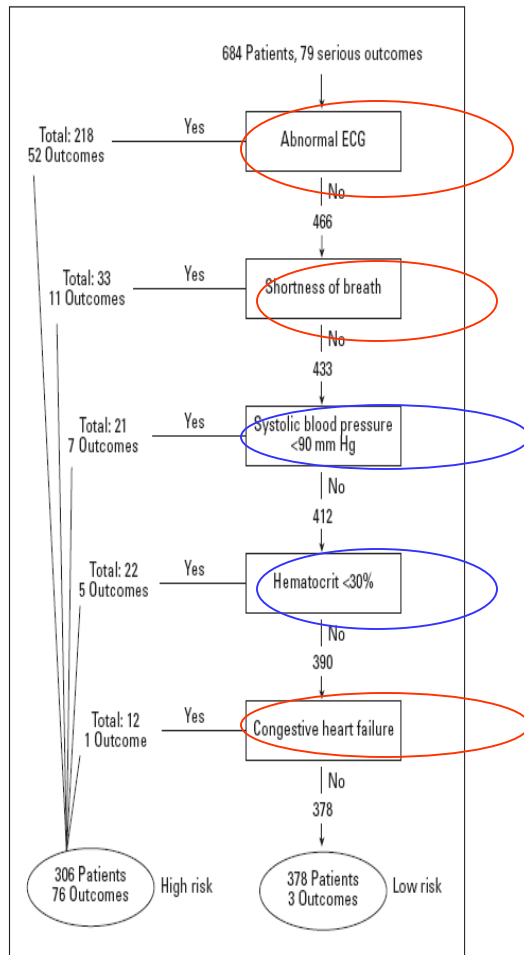 684 Patients, 79 serious outcomes
Yes
Total: 218
52 Outcomes
Abnormal ECG
No
466
Yes
Total: 33
11 Outcomes
Shortness of breath
No
433
Yes
Total: 21
7 Outcomes
Systolic blood pressure
<90 mm Hg
No
412
Yes
Total: 22
5 Outcomes
Hematocrit <30%
No
390
Yes
Total: 12
1 Outcome
Congestive heart failure
No
378
306 Patients
76 Outcomes
High risk
378 Patients
3 Outcomes
Low risk